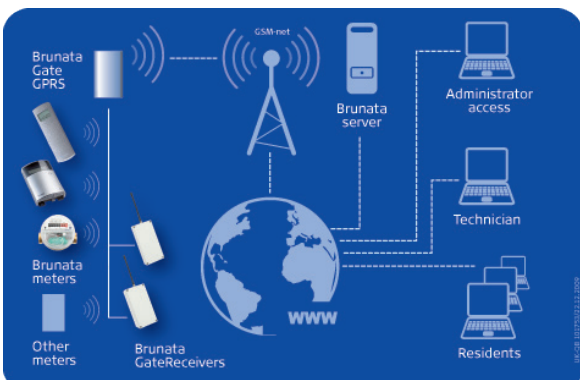 GSM-net
Brunata
Gate
GPRS
Brunata
server
Administrator
access
Technician
Brunata
meters
www
Other
meters
Brunata
GateReceivers
Residents